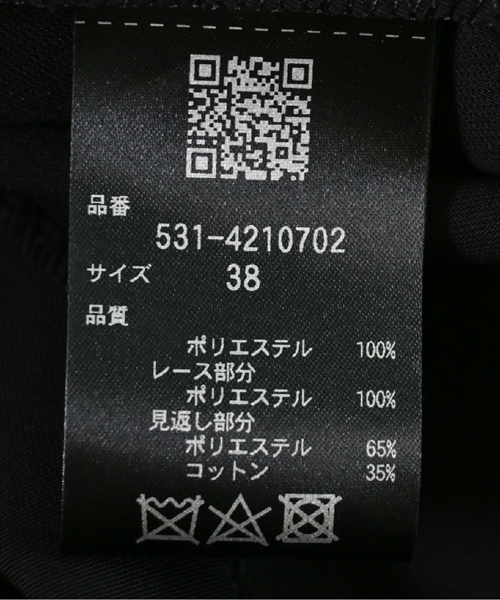 品番
531-4210702
サイズ 38
品質
ポリエステル 100%
レース部分
ポリエステル 100%
見返し部分
ポリエステル 65%
コットン 35%